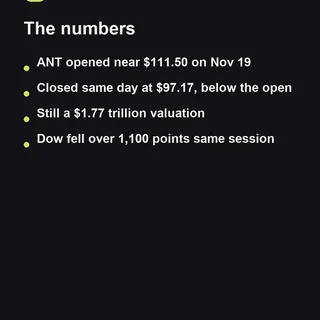 The numbers
ANT opened near $111.50 on Nov 19
Closed same day at $97.17, below the open
Still a $1.77 trillion valuation
Dow fell over 1,100 points same session